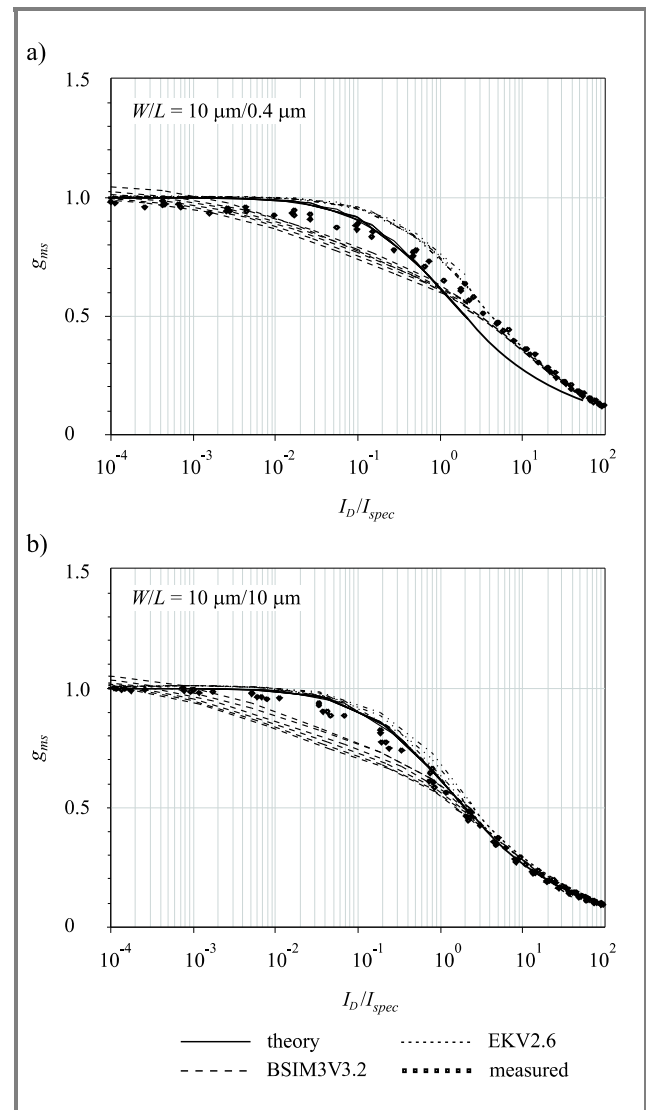 a)
1.5
W/L = 10 μm/0.4 μm
1.0
g_ms
0.5
0
10^-4 10^-3 10^-2 10^-1 10^0 10^1 10^2
I_D/I_spec
b)
1.5
W/L = 10 μm/10 μm
1.0
g_ms
0.5
0
10^-4 10^-3 10^-2 10^-1 10^0 10^1 10^2
I_D/I_spec
theory EKV2.6
BSIM3V3.2 measured